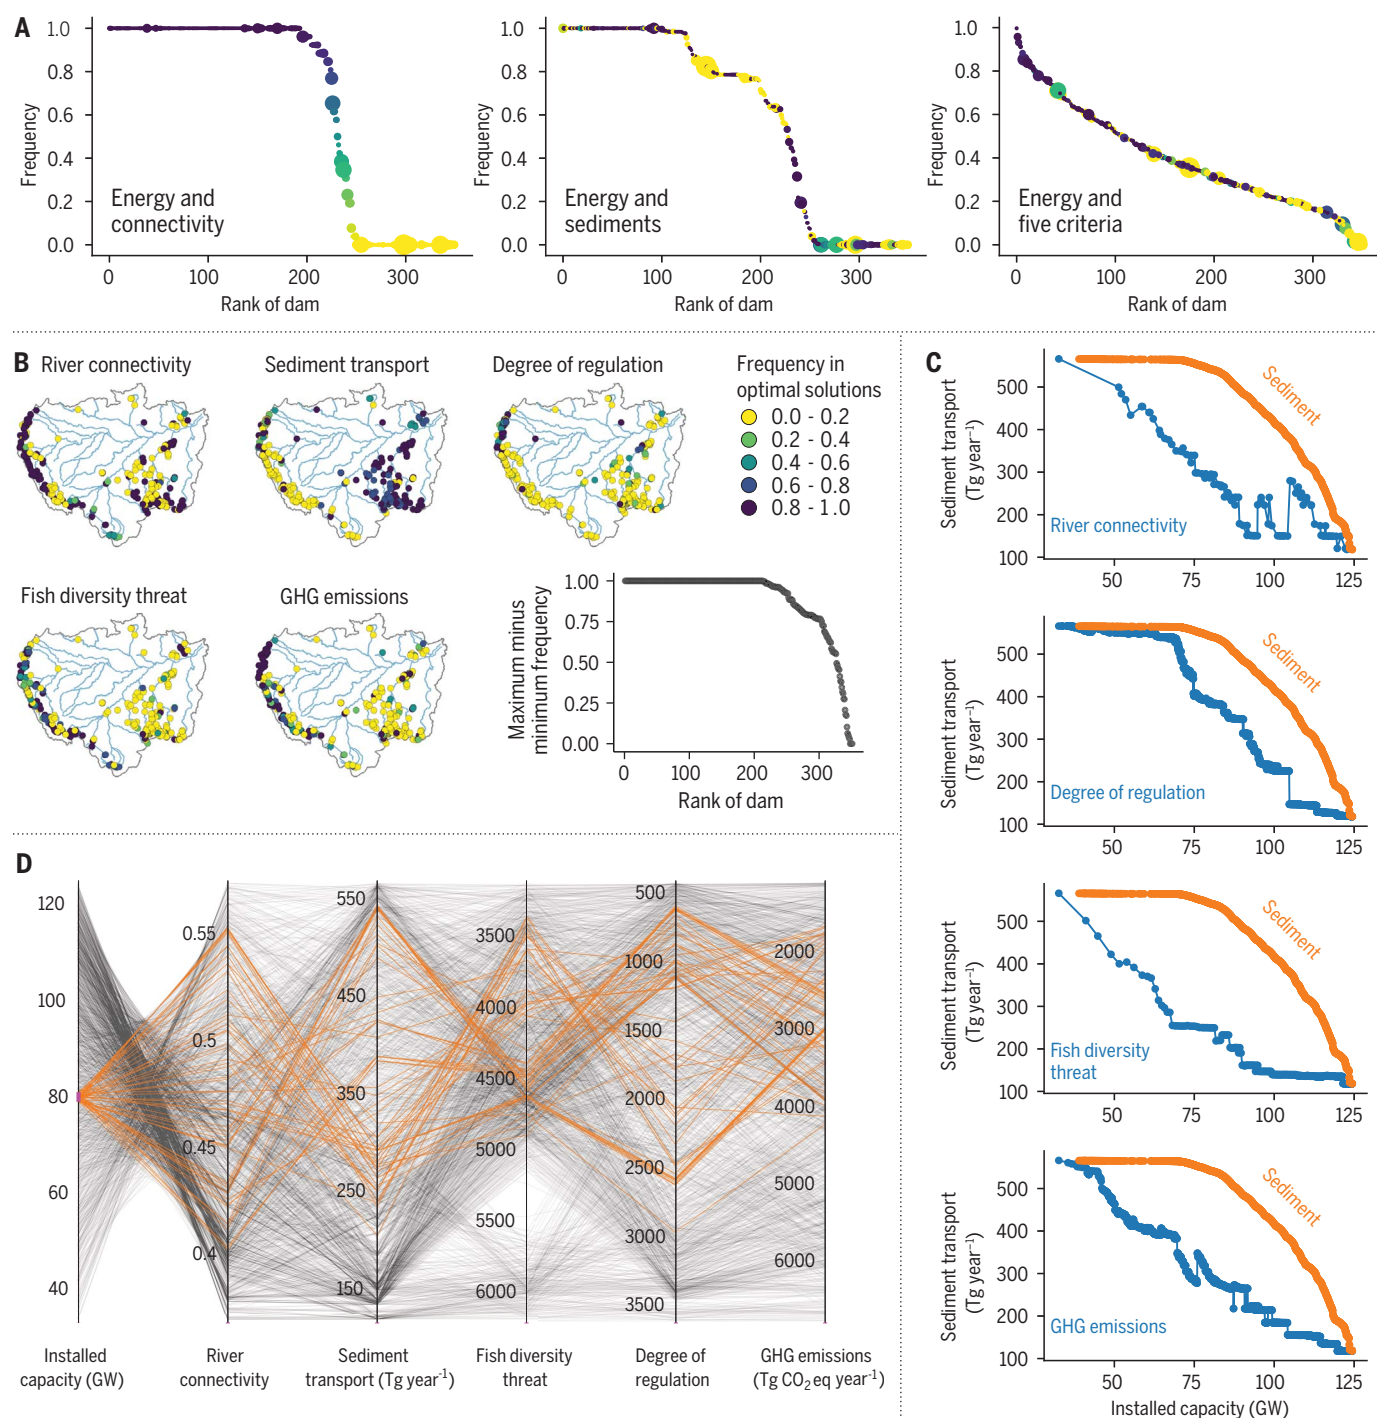 A
1.0
0.8
0.6
0.4
0.2
0.0
Frequency
Energy and
connectivity
0
100
200
300
Rank of dam
1.0
0.8
0.6
0.4
0.2
0.0
Frequency
Energy and
sediments
0
100
200
300
Rank of dam
1.0
0.8
0.6
0.4
0.2
0.0
Frequency
Energy and
five criteria
0
100
200
300
Rank of dam
B
River connectivity
Sediment transport
Degree of regulation
Frequency in
optimal solutions
0.0 - 0.2
0.2 - 0.4
0.4 - 0.6
0.6 - 0.8
0.8 - 1.0
Fish diversity threat
GHG emissions
Maximum minus
minimum frequency
1.00
0.75
0.50
0.25
0.00
0
100
200
300
Rank of dam
C
Sediment transport
(Tg year⁻¹)
500
400
300
200
100
Sediment
River connectivity
50
75
100
125
Sediment transport
(Tg year⁻¹)
500
400
300
200
100
Sediment
Degree of regulation
50
75
100
125
Sediment transport
(Tg year⁻¹)
500
400
300
200
100
Sediment
Fish diversity
threat
50
75
100
125
Sediment transport
(Tg year⁻¹)
500
400
300
200
100
Sediment
GHG emissions
50
75
100
125
Installed capacity (GW)
D
120
100
80
60
40
Installed
capacity (GW)
0.55
0.5
0.45
0.4
River
connectivity
550
450
350
250
150
Sediment
transport (Tg year⁻¹)
3500
4000
4500
5000
5500
6000
Fish diversity
threat
500
1000
1500
2000
2500
3000
3500
Degree of
regulation
2000
3000
4000
5000
6000
GHG emissions
(Tg CO₂ eq year⁻¹)